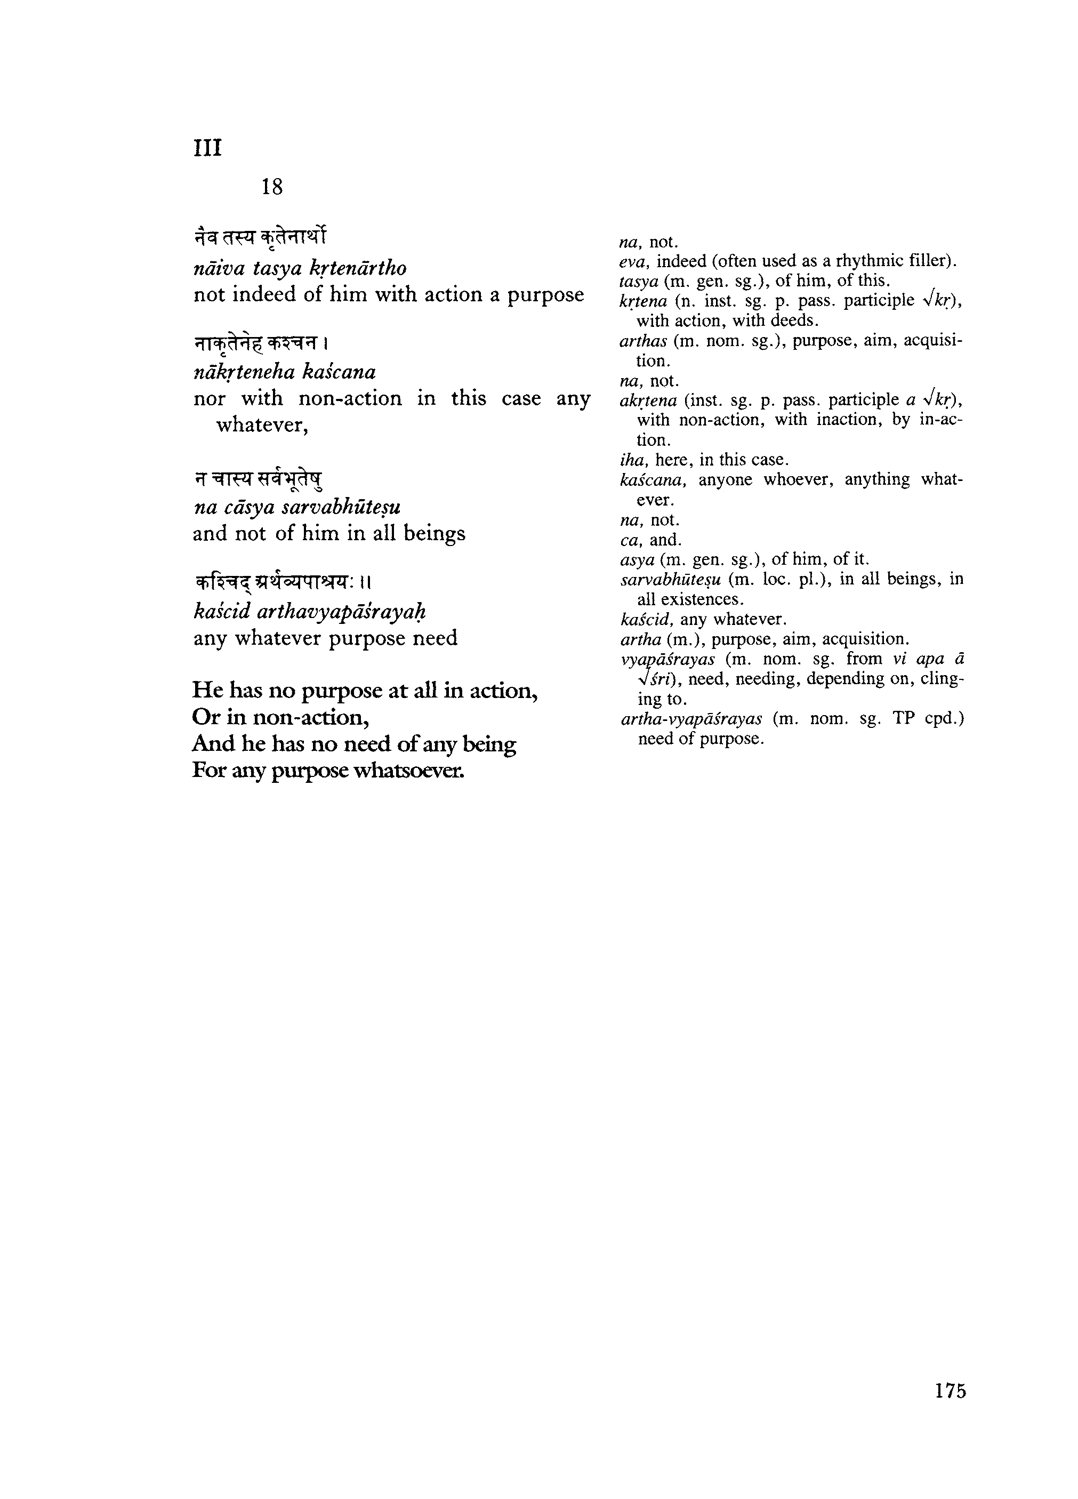 III
18
नैव तस्य कृतेनार्थो
nāiva tasya kṛtenārtho
not indeed of him with action a purpose
नाकृतेनेह कश्चन ।
nākṛteneha kaścana
nor with non-action in this case any
whatever,
न चास्य सर्वभूतेषु
na cāsya sarvabhūteṣu
and not of him in all beings
कश्चिद् अर्थव्यपाश्रयः ॥
kaścid arthavyapāśrayaḥ
any whatever purpose need
He has no purpose at all in action,
Or in non-action,
And he has no need of any being
For any purpose whatsoever.
na, not.
eva, indeed (often used as a rhythmic filler).
tasya (m. gen. sg.), of him, of this.
kṛtena (n. inst. sg. p. pass. participle √kṛ),
with action, with deeds.
arthas (m. nom. sg.), purpose, aim, acquisi-
tion.
na, not.
akṛtena (inst. sg. p. pass. participle a √kṛ),
with non-action, with inaction, by in-ac-
tion.
iha, here, in this case.
kaścana, anyone whoever, anything what-
ever.
na, not.
ca, and.
asya (m. gen. sg.), of him, of it.
sarvabhūteṣu (m. loc. pl.), in all beings, in
all existences.
kaścid, any whatever.
artha (m.), purpose, aim, acquisition.
vyapāśrayas (m. nom. sg. from vi apa ā
√śri), need, needing, depending on, cling-
ing to.
artha-vyapāśrayas (m. nom. sg. TP cpd.)
need of purpose.
175